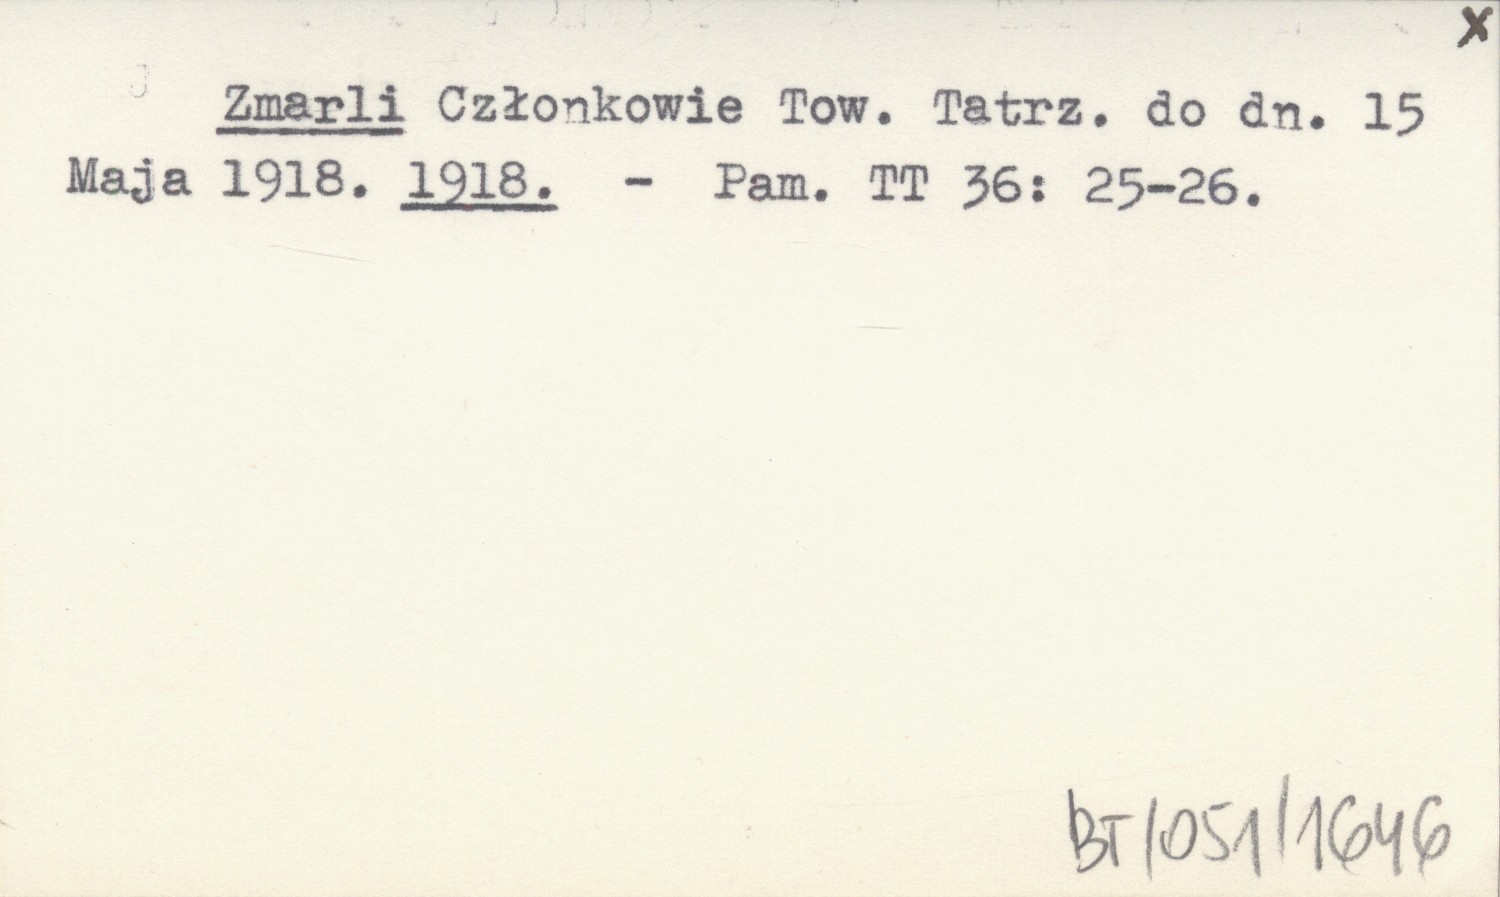 x
Zmarli Członkowie Tow. Tatrz. do dn. 15
Maja 1918. 1918. - Pam. TT 36: 25-26.
BT/051/1646